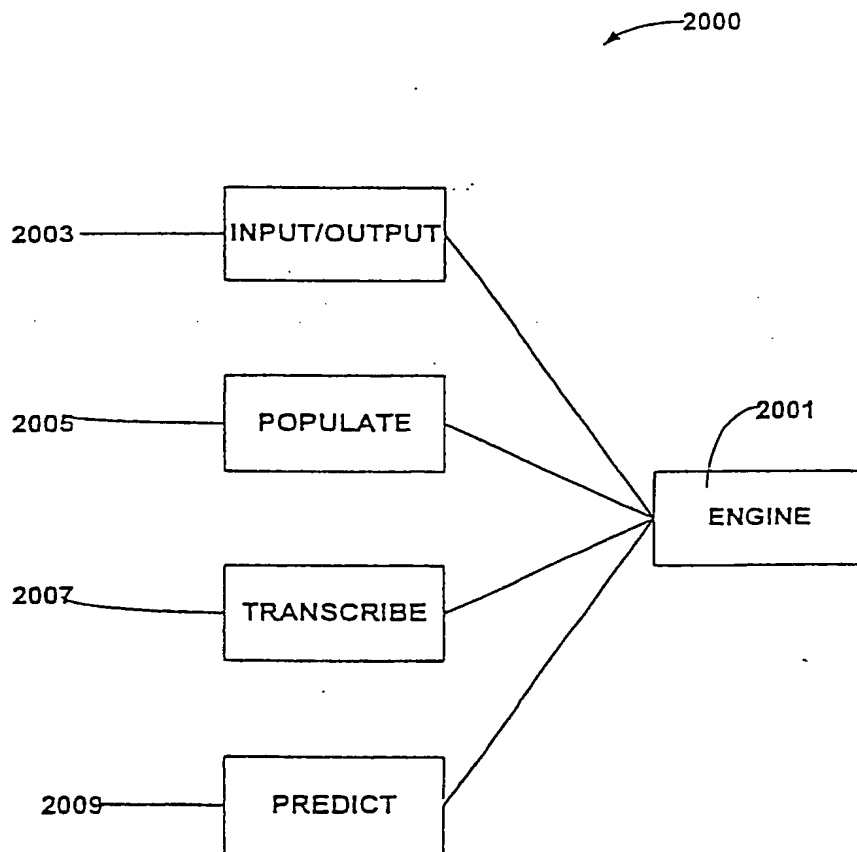 2000
2003
INPUT/OUTPUT
2005
POPULATE
2001
ENGINE
2007
TRANSCRIBE
2009
PREDICT